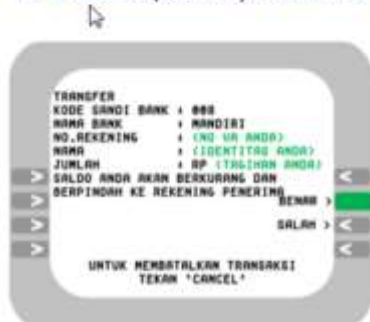 TRANSFER
KODE SANDI BANK : 008
NAMA BANK : MANDIRI
NO.REKENING : (NO VA ANDA)
NAMA : (IDENTITAS ANDA)
JUMLAH : RP (TAGIHAN ANDA)
SALDO ANDA AKAN BERKURANG DAN
BERPINDAH KE REKENING PENERIMA
BENAR >
SALAH >
UNTUK MEMBATALKAN TRANSAKSI
TEKAN "CANCEL"